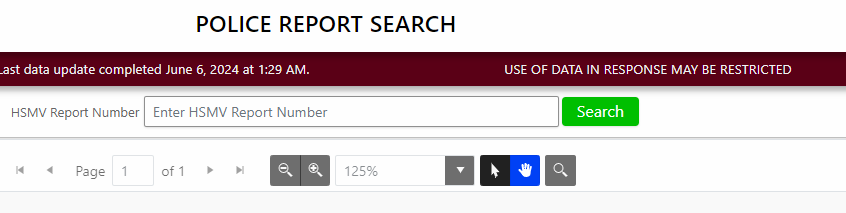 POLICE REPORT SEARCH
Last data update completed June 6, 2024 at 1:29 AM. USE OF DATA IN RESPONSE MAY BE RESTRICTED
HSMV Report Number Enter HSMV Report Number Search
Page 1 of 1 125%